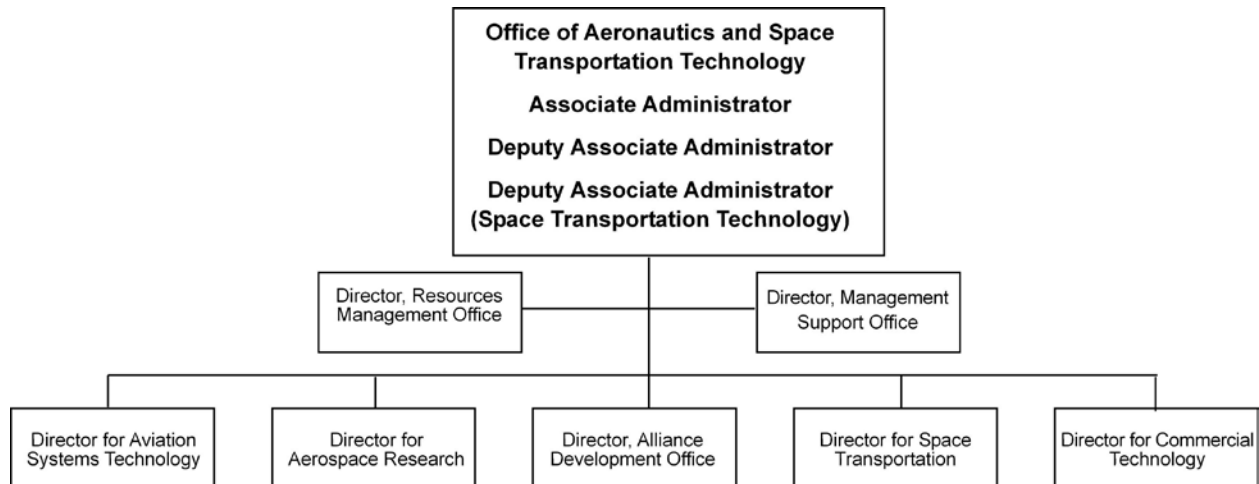 Office of Aeronautics and Space
Transportation Technology
Associate Administrator
Deputy Associate Administrator
Deputy Associate Administrator
(Space Transportation Technology)
Director, Resources
Management Office
Director, Management
Support Office
Director for Aviation
Systems Technology
Director for
Aerospace Research
Director, Alliance
Development Office
Director for Space
Transportation
Director for Commercial
Technology